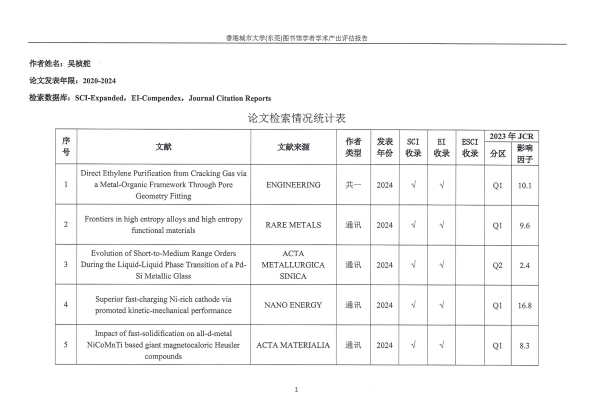 香港城市大学(东莞)图书馆学者学术产出评估报告
作者姓名：吴桢舵
论文发表年限：2020-2024
检索数据库：SCI-Expanded，EI-Compendex，Journal Citation Reports
论文检索情况统计表
序号 文献 文献来源 作者类型 发表年份 SCI收录 EI收录 ESCI收录 2023 年 JCR 分区 影响因子
1 Direct Ethylene Purification from Cracking Gas via a Metal-Organic Framework Through Pore Geometry Fitting ENGINEERING 共一 2024 √ √ Q1 10.1
2 Frontiers in high entropy alloys and high entropy functional materials RARE METALS 通讯 2024 √ √ Q1 9.6
3 Evolution of Short-to-Medium Range Orders During the Liquid-Liquid Phase Transition of a Pd-Si Metallic Glass ACTA METALLURGICA SINICA 通讯 2024 √ √ Q2 2.4
4 Superior fast-charging Ni-rich cathode via promoted kinetic-mechanical performance NANO ENERGY 通讯 2024 √ √ Q1 16.8
5 Impact of fast-solidification on all-d-metal NiCoMnTi based giant magnetocaloric Heusler compounds ACTA MATERIALIA 通讯 2024 √ √ Q1 8.3
1